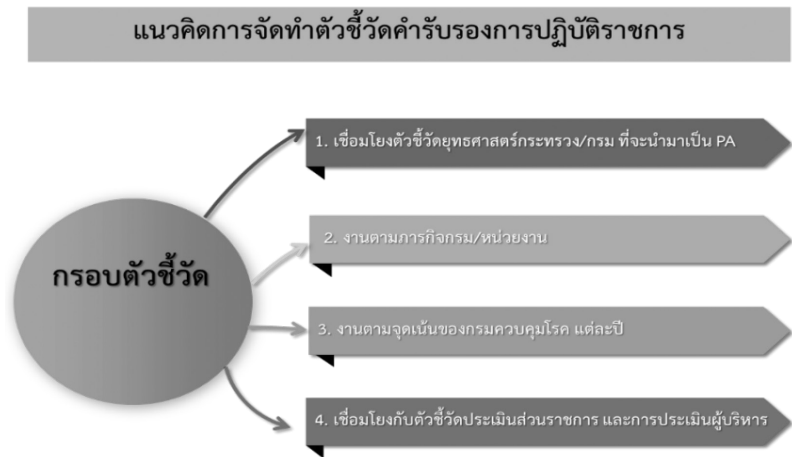 แนวคิดการจัดทำตัวชี้วัดคำรับรองการปฏิบัติราชการ
1. เชื่อมโยงตัวชี้วัดยุทธศาสตร์กระทรวง/กรม ที่จะนำมาเป็น PA
2. งานตามภารกิจกรม/หน่วยงาน
กรอบตัวชี้วัด
3. งานตามจุดเน้นของกรมควบคุมโรค แต่ละปี
4. เชื่อมโยงกับตัวชี้วัดประเมินส่วนราชการ และการประเมินผู้บริหาร